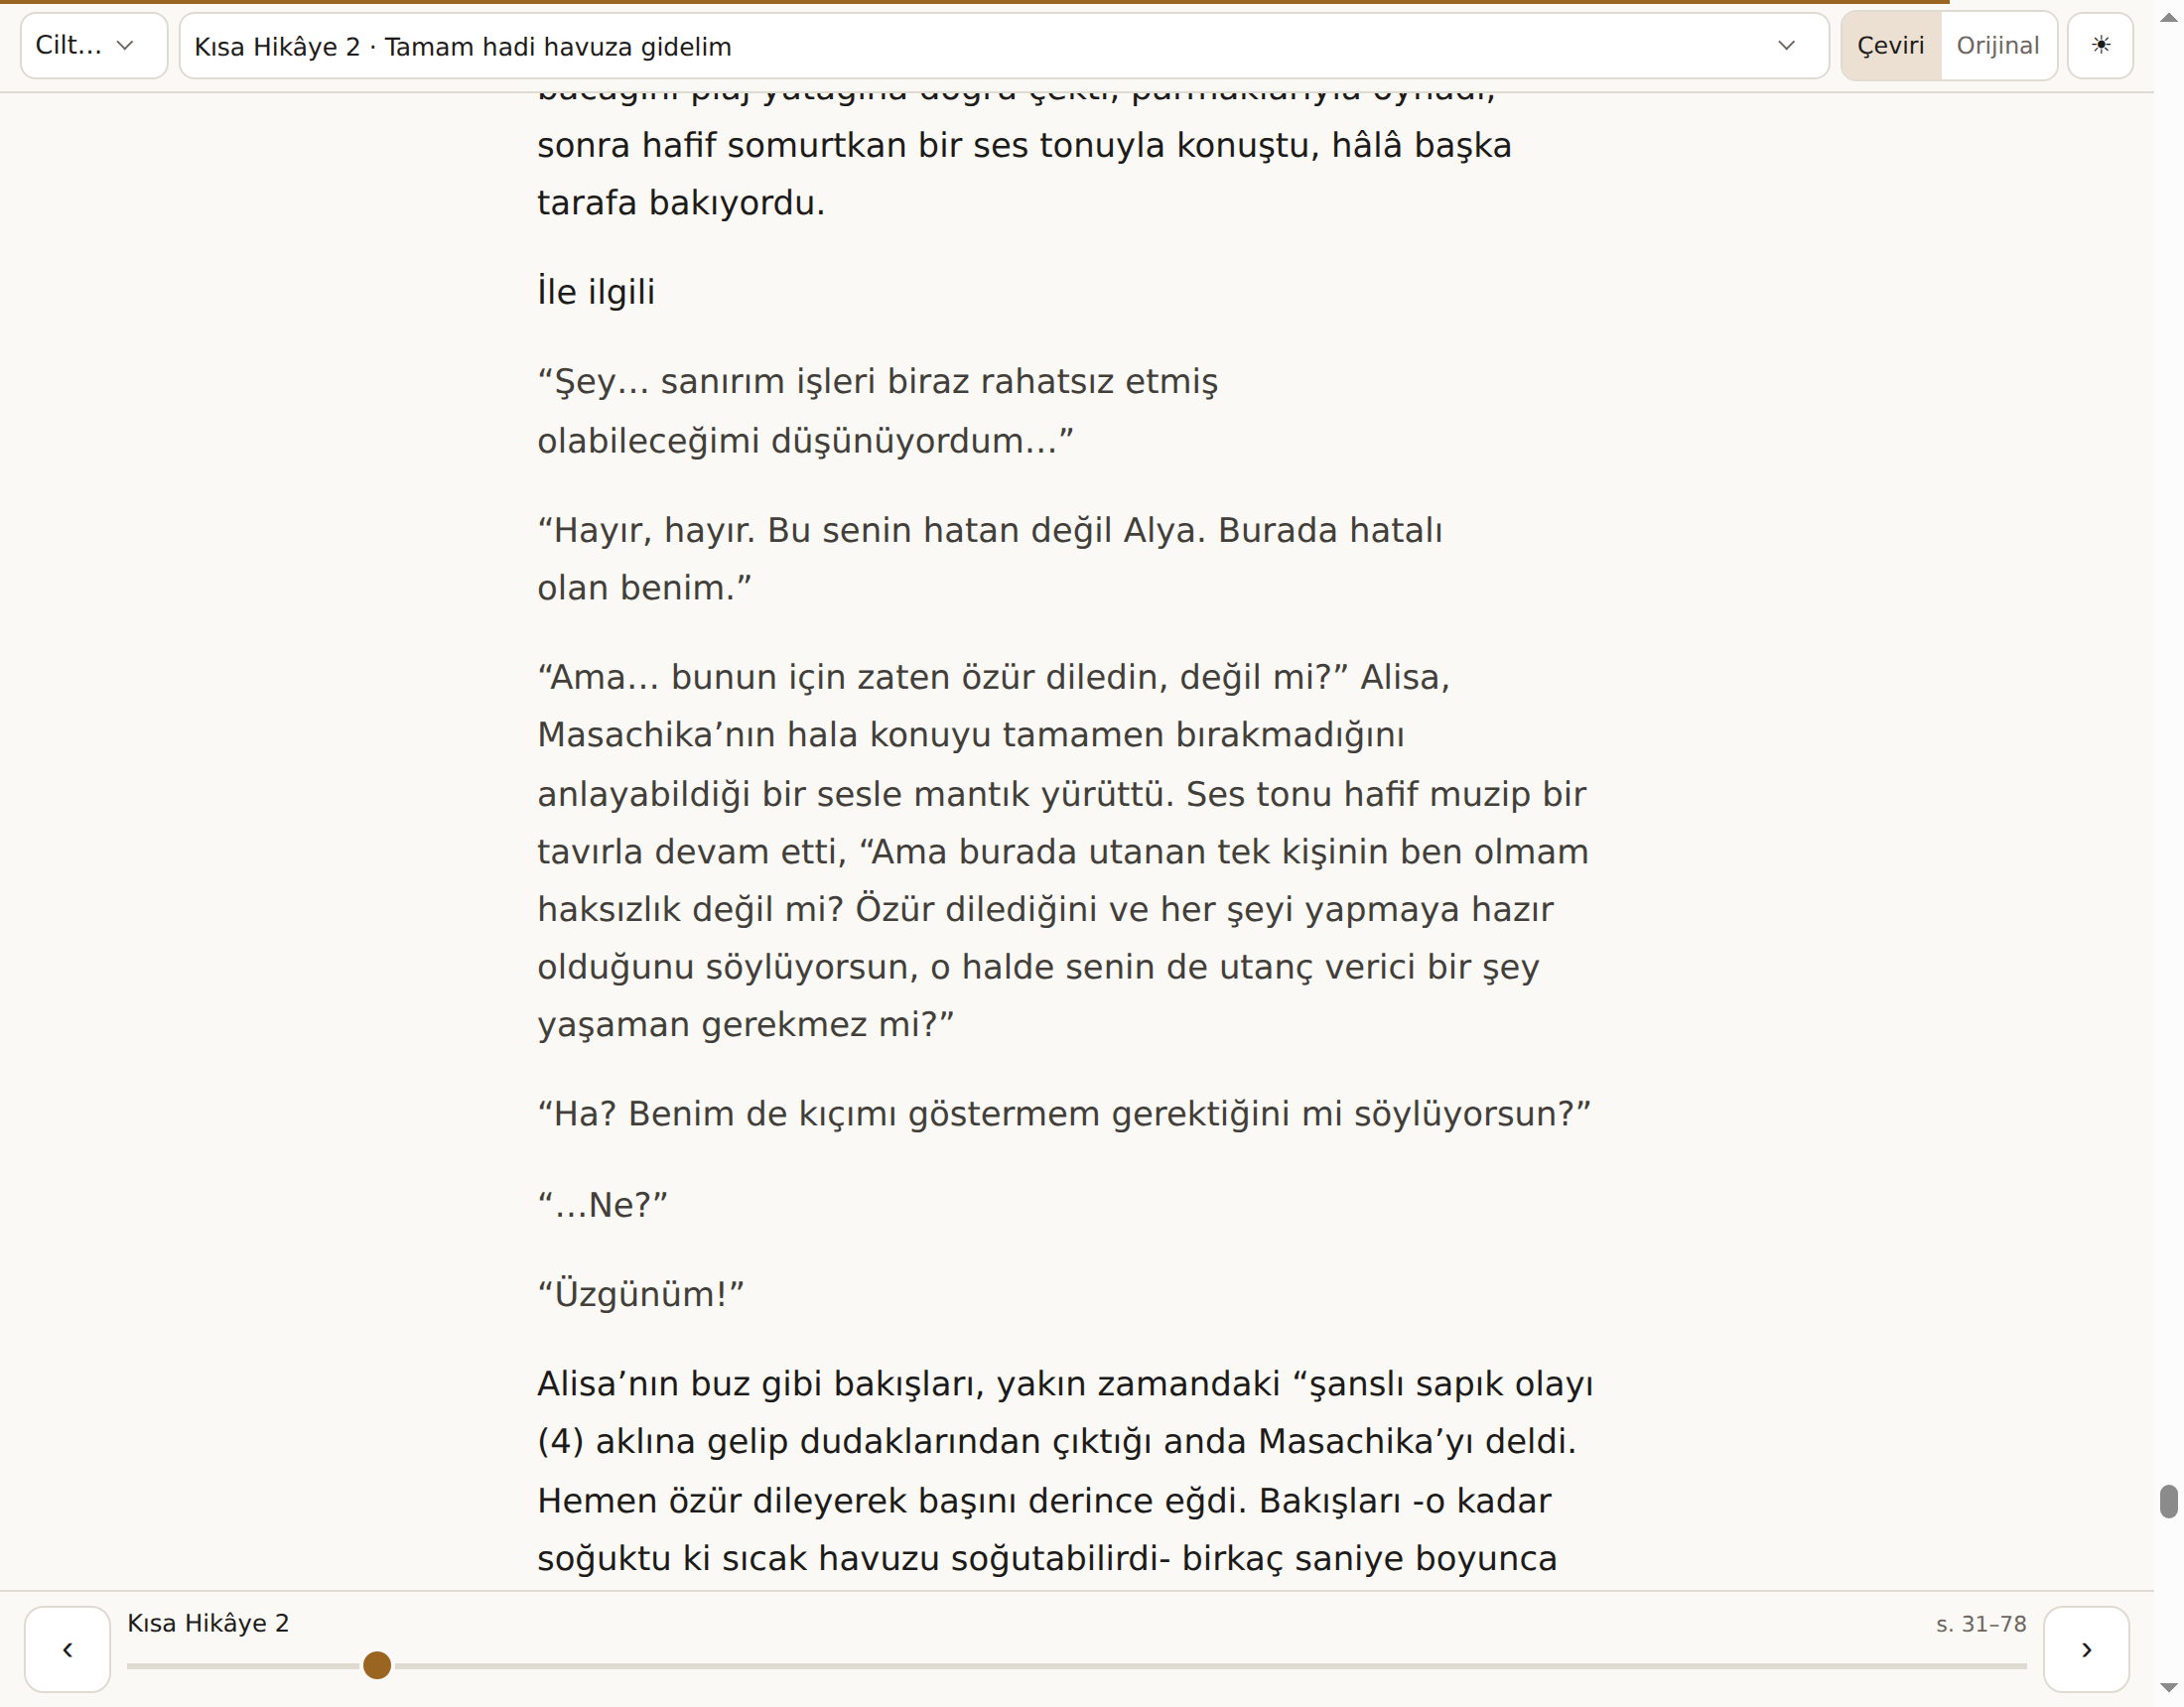 Cilt...
Kısa Hikâye 2 · Tamam hadi havuza gidelim
Çeviri
Orijinal
bacağını plaj yatağına doğru çekti, parmaklarıyla oynadı,
sonra hafif somurtkan bir ses tonuyla konuştu, hâlâ başka
tarafa bakıyordu.
İle ilgili
“Şey... sanırım işleri biraz rahatsız etmiş
olabileceğimi düşünüyordum...”
“Hayır, hayır. Bu senin hatan değil Alya. Burada hatalı
olan benim.”
“Ama... bunun için zaten özür diledin, değil mi?” Alisa,
Masachika’nın hala konuyu tamamen bırakmadığını
anlayabildiği bir sesle mantık yürüttü. Ses tonu hafif muzip bir
tavırla devam etti, “Ama burada utanan tek kişinin ben olmam
haksızlık değil mi? Özür dilediğini ve her şeyi yapmaya hazır
olduğunu söylüyorsun, o halde senin de utanç verici bir şey
yaşaman gerekmez mi?”
“Ha? Benim de kıçımı göstermem gerektiğini mi söylüyorsun?”
“...Ne?”
“Üzgünüm!”
Alisa’nın buz gibi bakışları, yakın zamandaki “şanslı sapık olayı
(4) aklına gelip dudaklarından çıktığı anda Masachika’yı deldi.
Hemen özür dileyerek başını derince eğdi. Bakışları -o kadar
soğuktu ki sıcak havuzu soğutabilirdi- birkaç saniye boyunca
Kısa Hikâye 2
s. 31–78